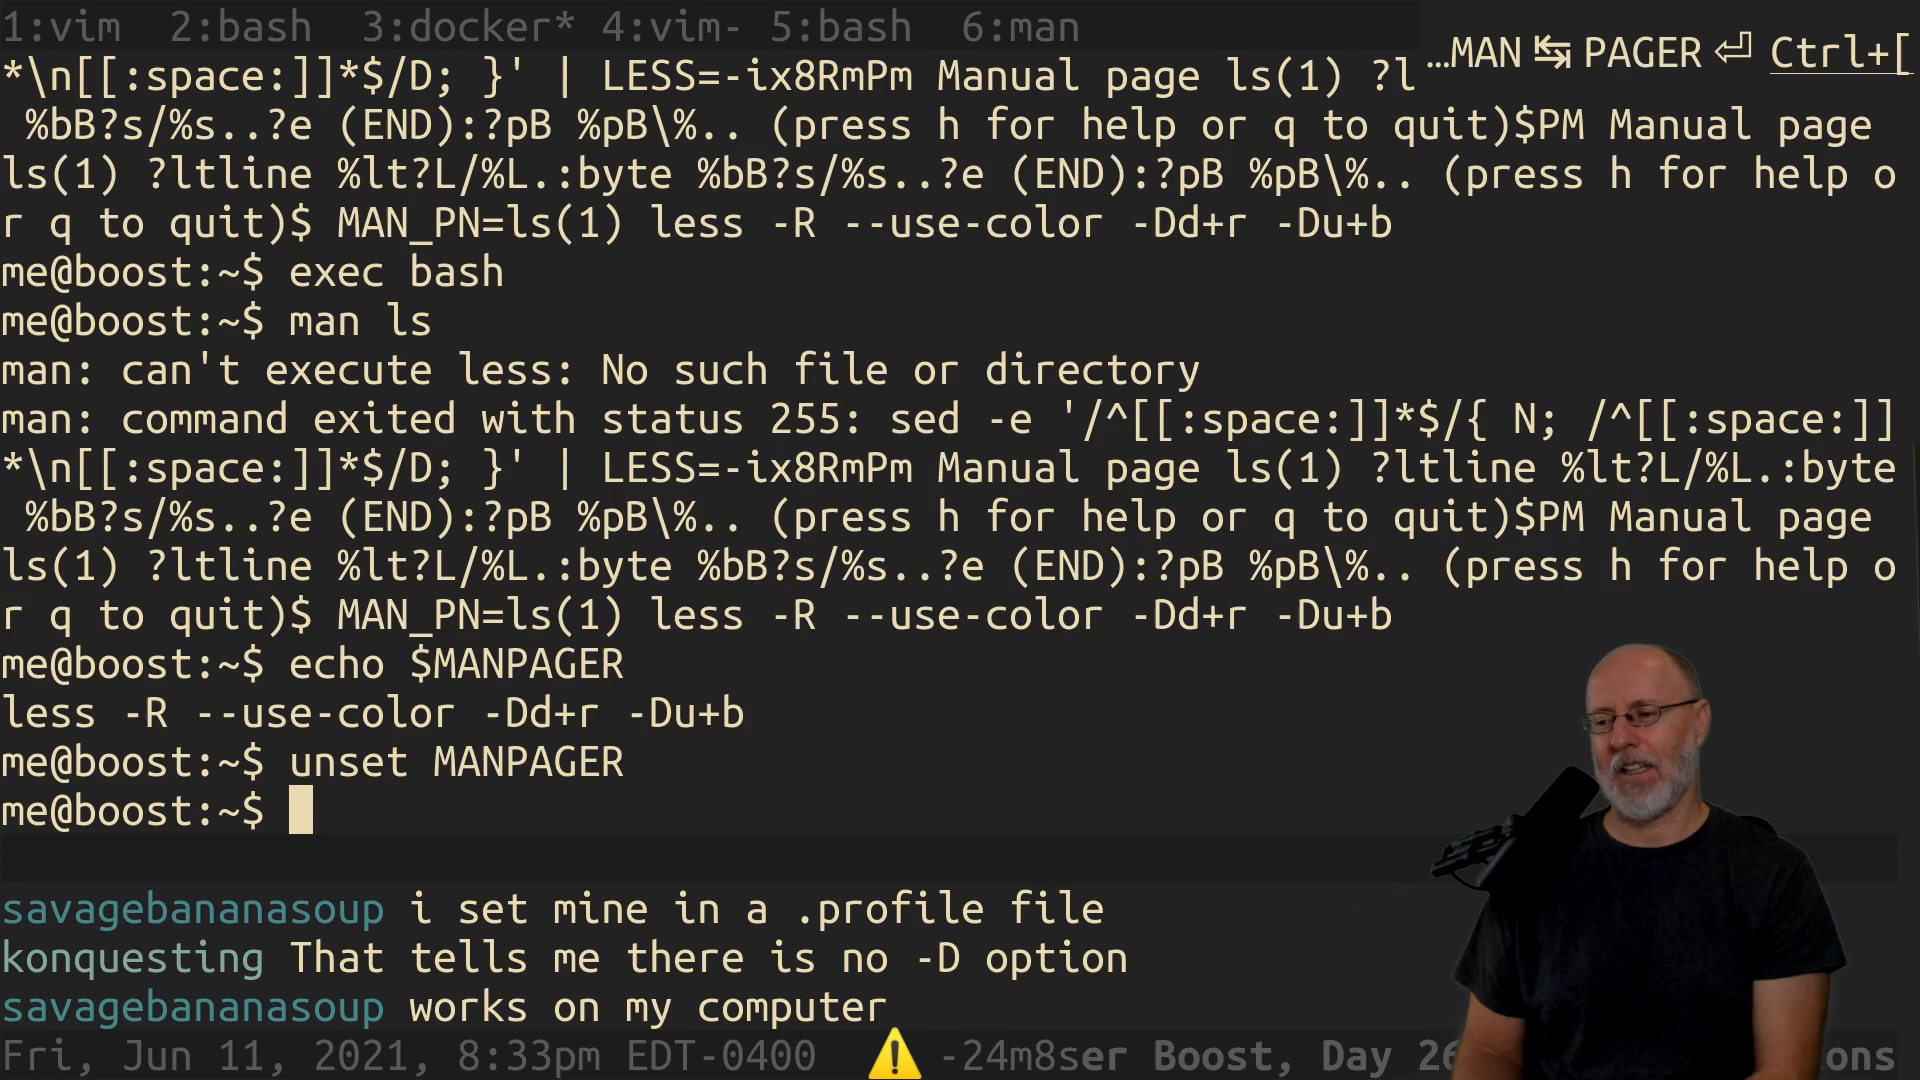 1:vim  2:bash  3:docker* 4:vim- 5:bash  6:man
…MAN ↹ PAGER ⏎ Ctrl+[
*\n[[:space:]]*$/D; }' | LESS=-ix8RmPm Manual page ls(1) ?l
 %bB?s/%s..?e (END):?pB %pB\%.. (press h for help or q to quit)$PM Manual page
ls(1) ?ltline %lt?L/%L.:byte %bB?s/%s..?e (END):?pB %pB\%.. (press h for help o
r q to quit)$ MAN_PN=ls(1) less -R --use-color -Dd+r -Du+b
me@boost:~$ exec bash
me@boost:~$ man ls
man: can't execute less: No such file or directory
man: command exited with status 255: sed -e '/^[[:space:]]*$/{ N; /^[[:space:]]
*\n[[:space:]]*$/D; }' | LESS=-ix8RmPm Manual page ls(1) ?ltline %lt?L/%L.:byte
 %bB?s/%s..?e (END):?pB %pB\%.. (press h for help or q to quit)$PM Manual page
ls(1) ?ltline %lt?L/%L.:byte %bB?s/%s..?e (END):?pB %pB\%.. (press h for help o
r q to quit)$ MAN_PN=ls(1) less -R --use-color -Dd+r -Du+b
me@boost:~$ echo $MANPAGER
less -R --use-color -Dd+r -Du+b
me@boost:~$ unset MANPAGER
me@boost:~$
savagebananasoup i set mine in a .profile file
konquesting That tells me there is no -D option
savagebananasoup works on my computer
Fri, Jun 11, 2021, 8:33pm EDT-0400 ⚠ -24m8ser Boost, Day